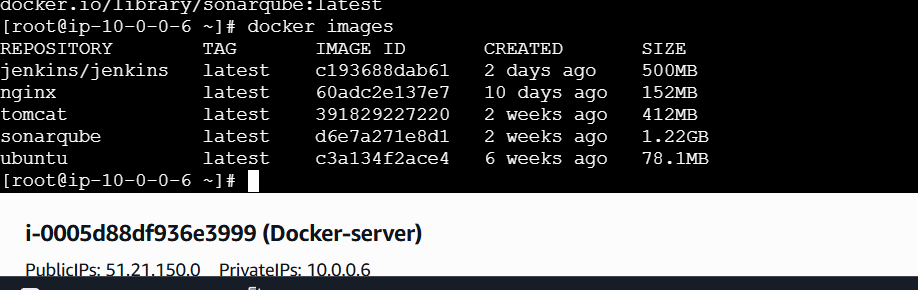 docker.io/library/sonarqube:latest
[root@ip-10-0-0-6 ~]# docker images
REPOSITORY TAG IMAGE ID CREATED SIZE
jenkins/jenkins latest c193688dab61 2 days ago 500MB
nginx latest 60adc2e137e7 10 days ago 152MB
tomcat latest 391829227220 2 weeks ago 412MB
sonarqube latest d6e7a271e8d1 2 weeks ago 1.22GB
ubuntu latest c3a134f2ace4 6 weeks ago 78.1MB
[root@ip-10-0-0-6 ~]#
i-0005d88df936e3999 (Docker-server)
PublicIPs: 51.21.150.0 PrivateIPs: 10.0.0.6